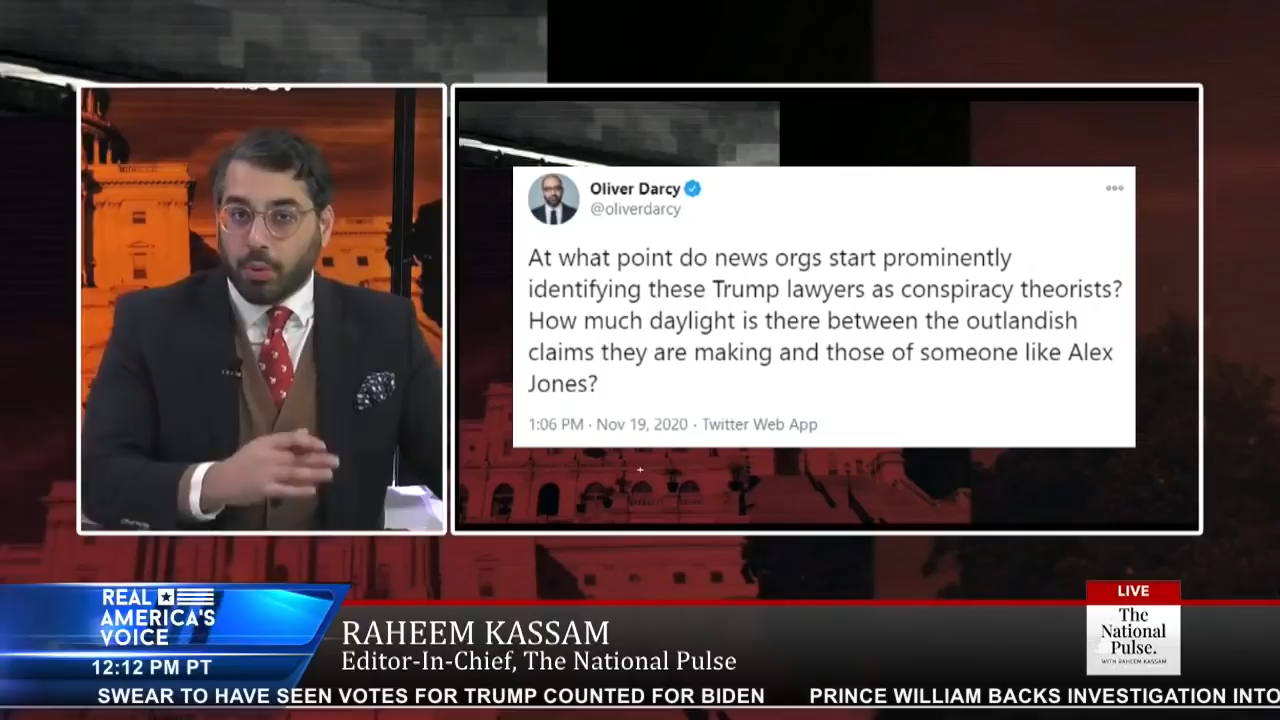 Oliver Darcy
@oliverdarcy
At what point do news orgs start prominently
identifying these Trump lawyers as conspiracy theorists?
How much daylight is there between the outlandish
claims they are making and those of someone like Alex
Jones?
1:06 PM · Nov 19, 2020 · Twitter Web App
REAL
AMERICA'S
VOICE
12:12 PM PT
RAHEEM KASSAM
Editor-In-Chief, The National Pulse
LIVE
The
National
Pulse.
WITH RAHEEM KASSAM
SWEAR TO HAVE SEEN VOTES FOR TRUMP COUNTED FOR BIDEN PRINCE WILLIAM BACKS INVESTIGATION INTO